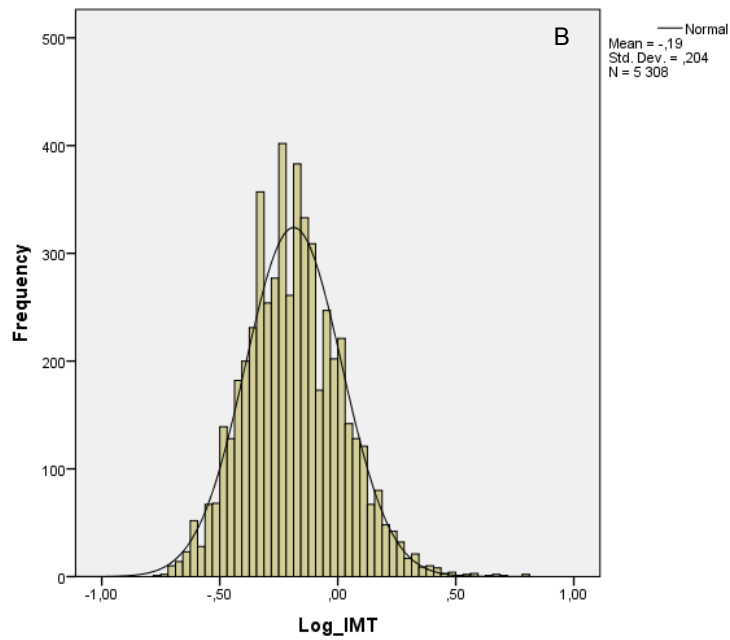 B
Normal
Mean = -,19
Std. Dev. = ,204
N = 5 308
Frequency
500
400
300
200
100
0
-1,00 -,50 ,00 ,50 1,00
Log_IMT